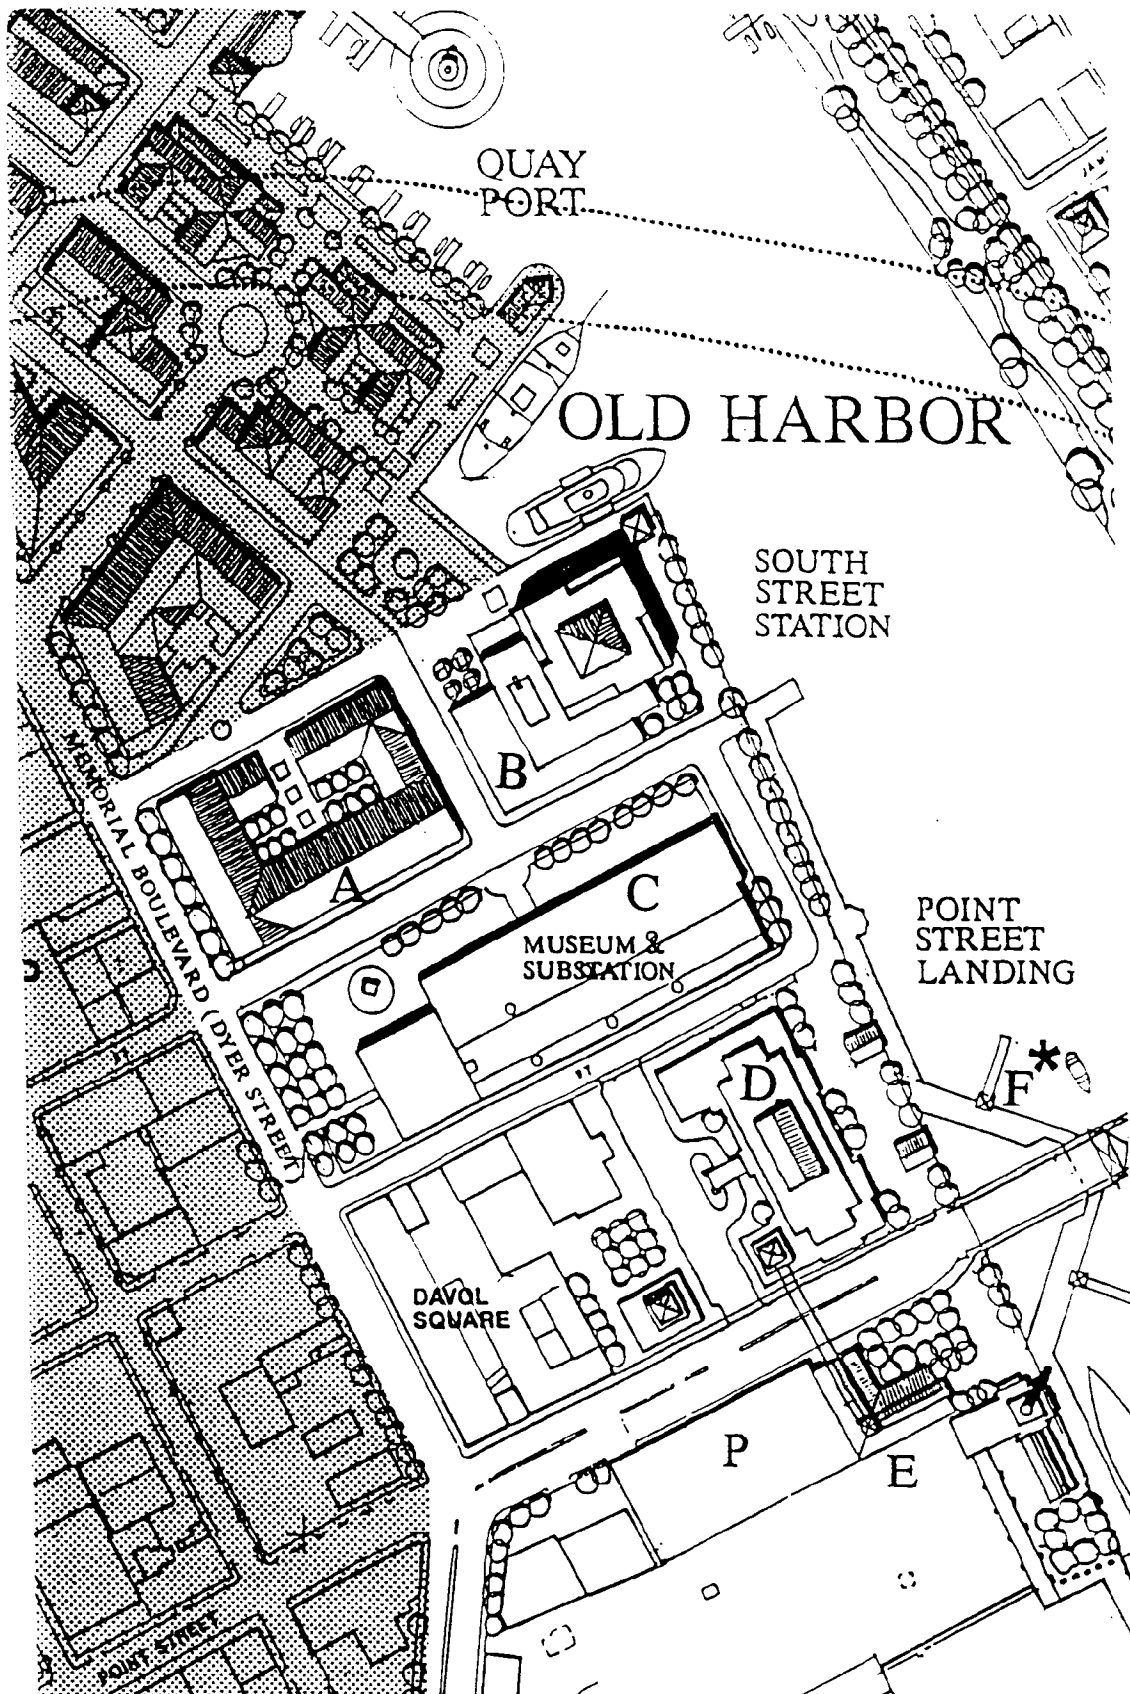 QUAY
PORT
OLD HARBOR
SOUTH
STREET
STATION
B
A
C
MEMORIAL BOULEVARD (DYER STREET)
MUSEUM &
SUBSTATION
POINT
STREET
LANDING
F*
D
ST
DAVOL
SQUARE
P
E
POINT STREET